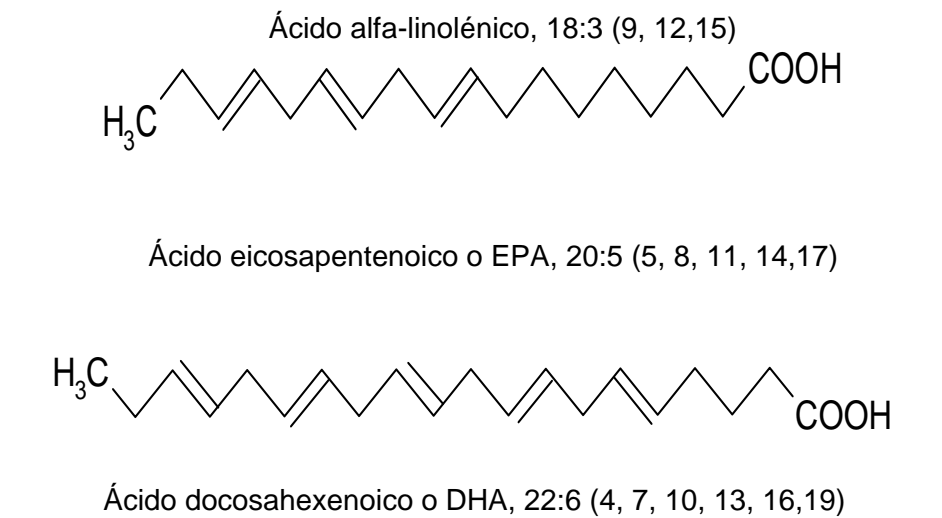 Ácido alfa-linolénico, 18:3 (9, 12,15)
COOH
H3C
Ácido eicosapentenoico o EPA, 20:5 (5, 8, 11, 14,17)
H3C
COOH
Ácido docosahexenoico o DHA, 22:6 (4, 7, 10, 13, 16,19)